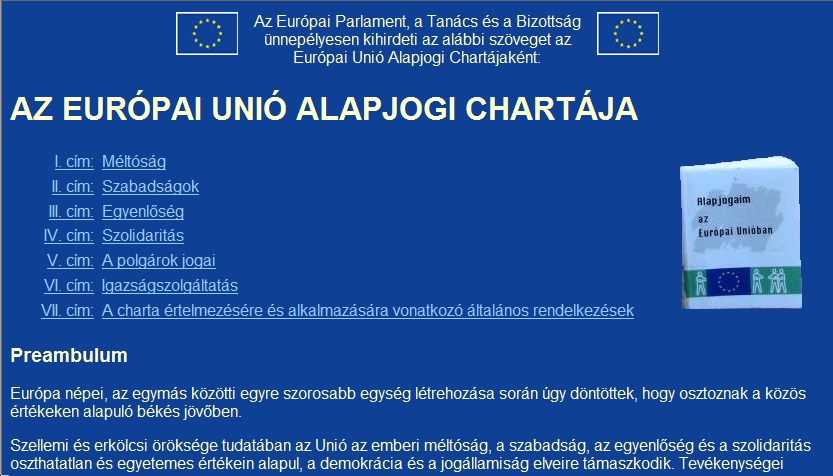 Az Európai Parlament, a Tanács és a Bizottság
ünnepélyesen kihirdeti az alábbi szöveget az
Európai Unió Alapjogi Chartájaként:
AZ EURÓPAI UNIÓ ALAPJOGI CHARTÁJA
I. cím: Méltóság
II. cím: Szabadságok
III. cím: Egyenlőség
IV. cím: Szolidaritás
V. cím: A polgárok jogai
VI. cím: Igazságszolgáltatás
VII. cím: A charta értelmezésére és alkalmazására vonatkozó általános rendelkezések
Alapjogaim
az
Európai Unióban
Preambulum
Európa népei, az egymás közötti egyre szorosabb egység létrehozása során úgy döntöttek, hogy osztoznak a közös
értékeken alapuló békés jövőben.
Szellemi és erkölcsi öröksége tudatában az Unió az emberi méltóság, a szabadság, az egyenlőség és a szolidaritás
oszthatatlan és egyetemes értékein alapul, a demokrácia és a jogállamiság elveire támaszkodik. Tevékenységei